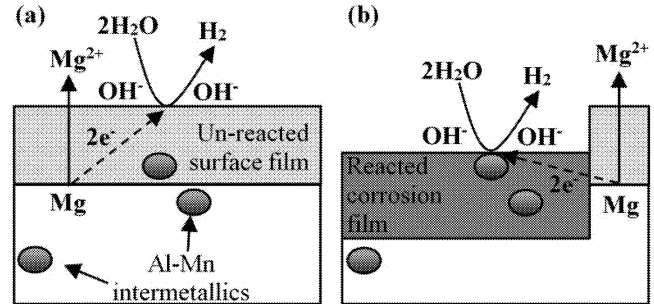 (a)
2H₂O
H₂
Mg²⁺
OH⁻
OH⁻
2e⁻
Un-reacted
surface film
Mg
Al-Mn
intermetallics
(b)
2H₂O
H₂
Mg²⁺
OH⁻
OH⁻
Reacted
corrosion
film
2e⁻
Mg